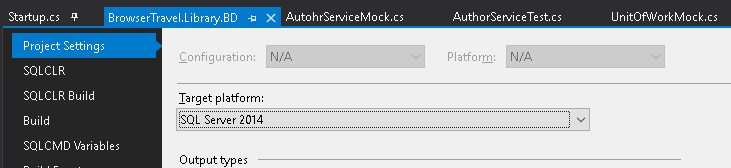 Startup.cs BrowserTravel.Library.BD AutohrServiceMock.cs AuthorServiceTest.cs UnitOfWorkMock.cs
Project Settings
Configuration: N/A Platform: N/A
SQLCLR
SQLCLR Build
Target platform:
Build
SQL Server 2014
SQLCMD Variables
Output types